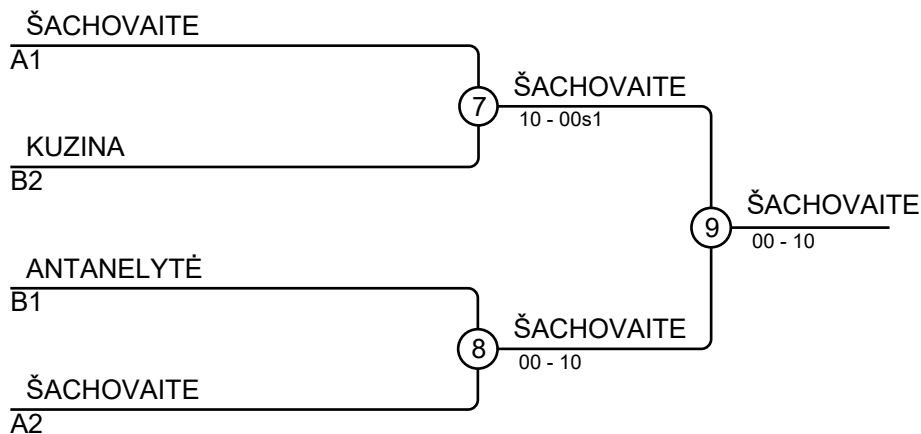 ŠACHOVAITE
A1
7
ŠACHOVAITE
10 - 00s1
KUZINA
B2
9
ŠACHOVAITE
00 - 10
ANTANELYTĖ
B1
8
ŠACHOVAITE
00 - 10
ŠACHOVAITE
A2